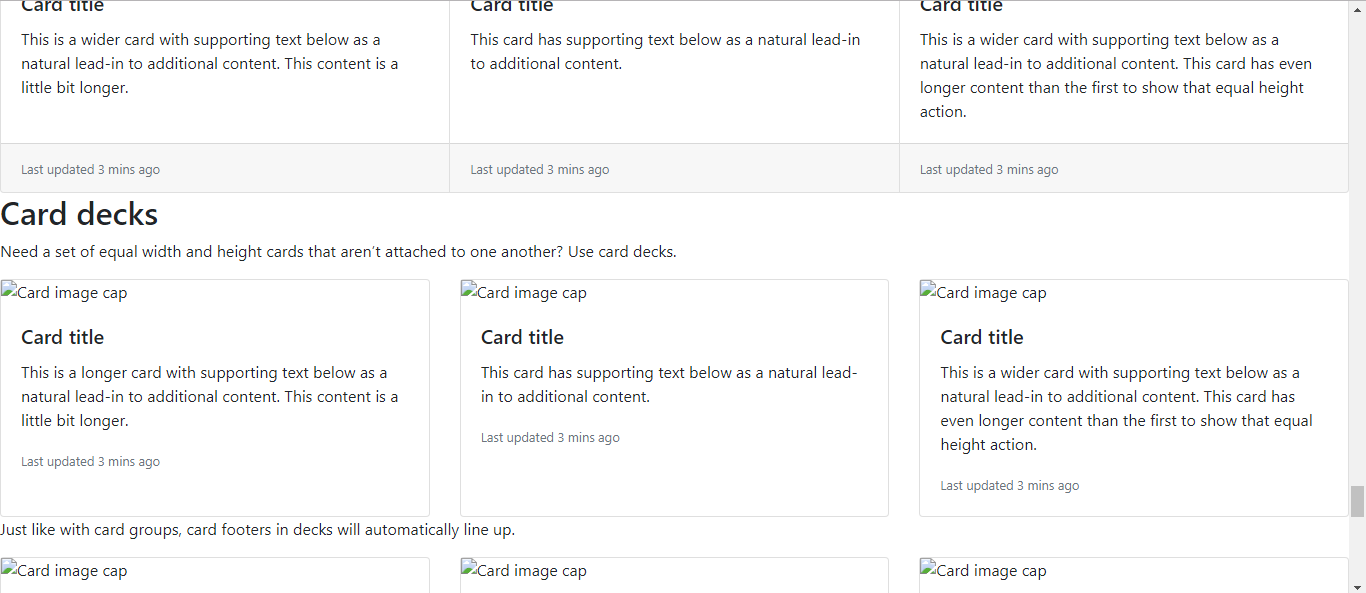 Card title
This is a wider card with supporting text below as a
natural lead-in to additional content. This content is a
little bit longer.
Last updated 3 mins ago
Card title
This card has supporting text below as a natural lead-in
to additional content.
Last updated 3 mins ago
Card title
This is a wider card with supporting text below as a
natural lead-in to additional content. This card has even
longer content than the first to show that equal height
action.
Last updated 3 mins ago
Card decks
Need a set of equal width and height cards that aren't attached to one another? Use card decks.
Card image cap
Card title
This is a longer card with supporting text below as a
natural lead-in to additional content. This content is a
little bit longer.
Last updated 3 mins ago
Card image cap
Card title
This card has supporting text below as a natural lead-
in to additional content.
Last updated 3 mins ago
Card image cap
Card title
This is a wider card with supporting text below as a
natural lead-in to additional content. This card has
even longer content than the first to show that equal
height action.
Last updated 3 mins ago
Just like with card groups, card footers in decks will automatically line up.
Card image cap
Card image cap
Card image cap